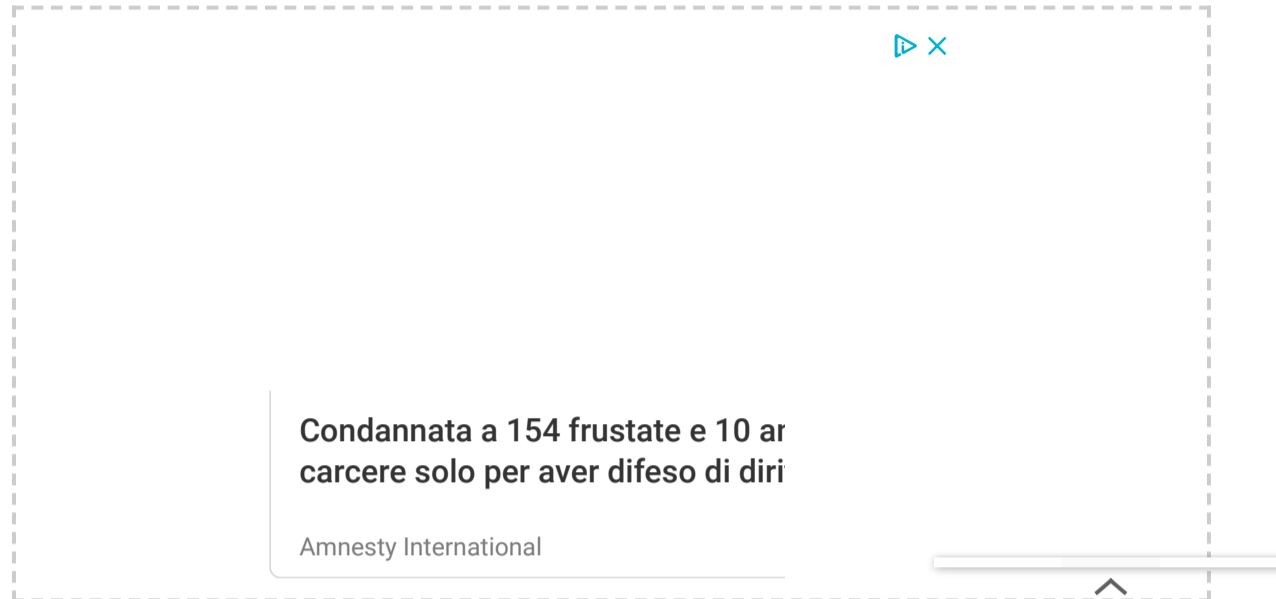 Condannata a 154 frustate e 10
carcere solo per aver difeso di
Amnesty International